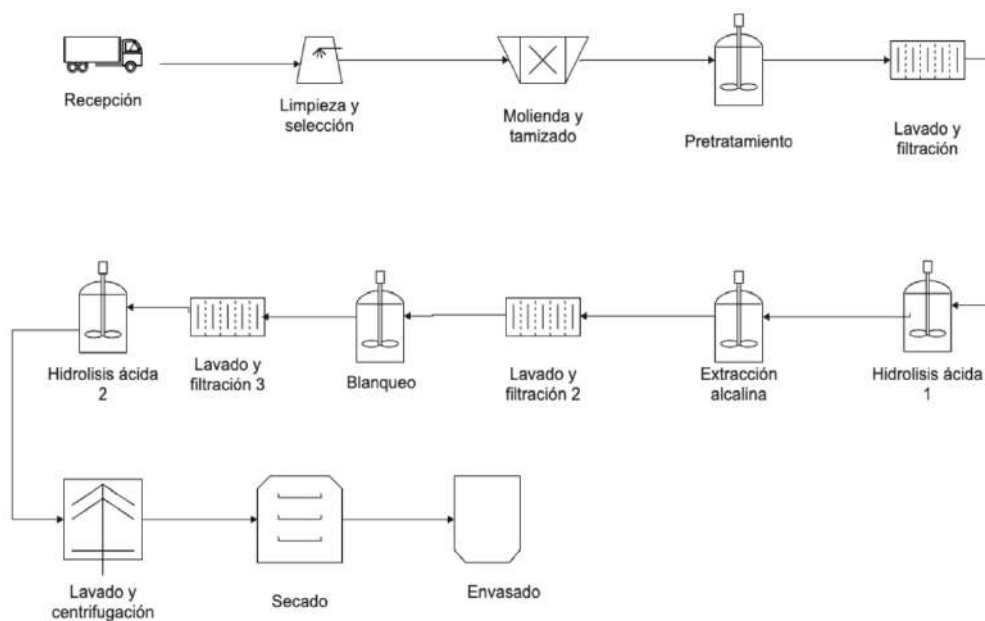 Recepción
Limpieza y
selección
Molienda y
tamizado
Pretratamiento
Lavado y
filtración
Hidrolisis ácida
2
Lavado y
filtración 3
Blanqueo
Lavado y
filtración 2
Extracción
alcalina
Hidrolisis ácida
1
Lavado y
centrifugación
Secado
Envasado